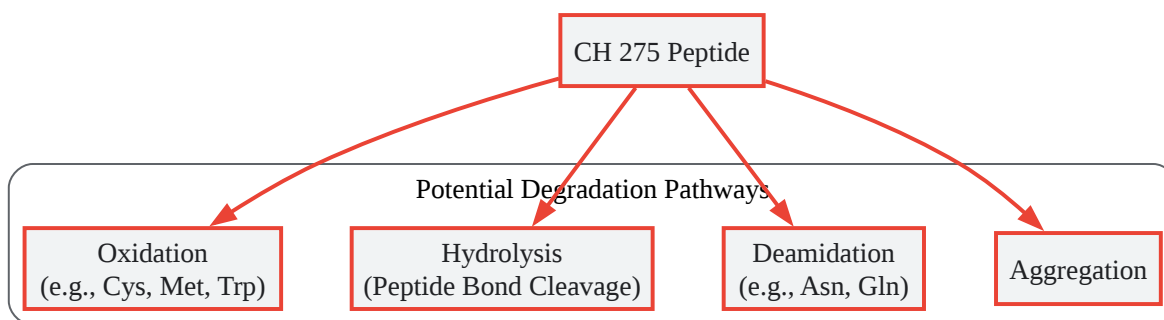 CH 275 Peptide
Potential Degradation Pathways
Oxidation
(e.g., Cys, Met, Trp)
Hydrolysis
(Peptide Bond Cleavage)
Deamidation
(e.g., Asn, Gln)
Aggregation